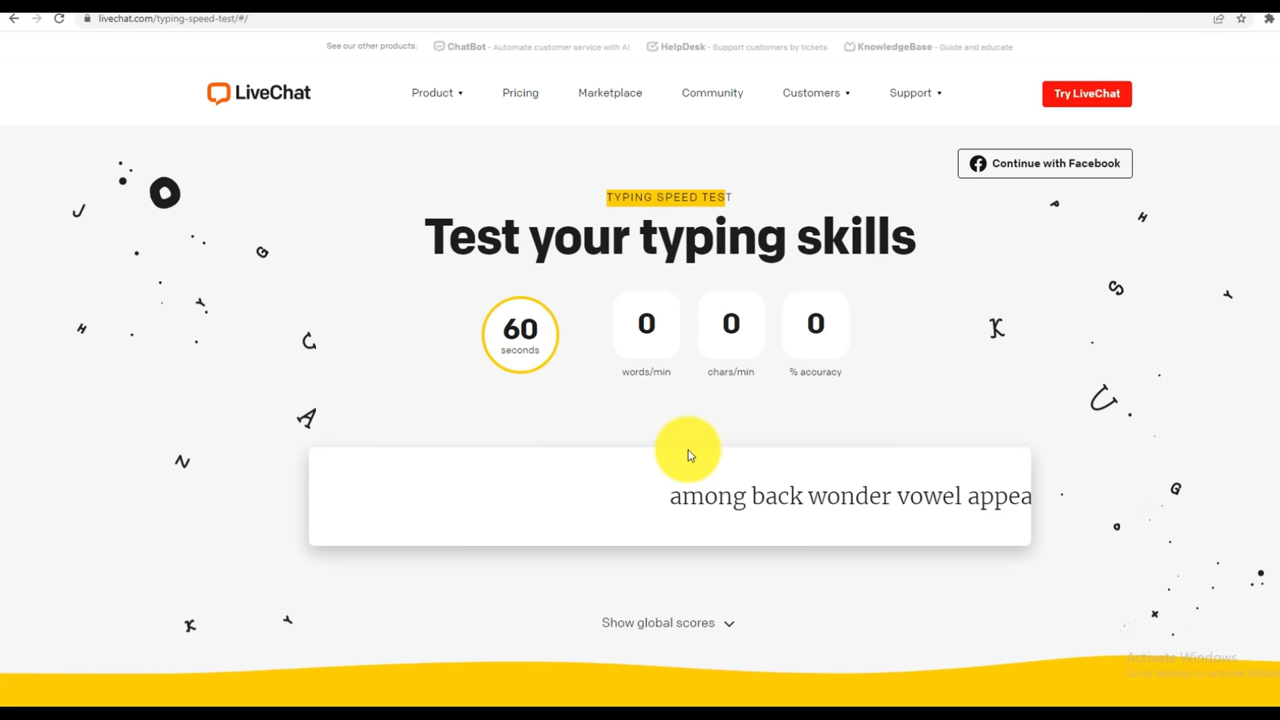 livechat.com/typing-speed-test/#/
See our other products: ChatBot - Automate customer service with AI HelpDesk - Support customers by tickets KnowledgeBase - Guide and educate
LiveChat Product Pricing Marketplace Community Customers Support Try LiveChat
Continue with Facebook
TYPING SPEED TEST
Test your typing skills
60 0 0 0
seconds
words/min chars/min % accuracy
among back wonder vowel appea
Show global scores
Activate Windows
J
O
G
Y
H
C
A
N
K
Y
A
H
S
Y
K
U
G